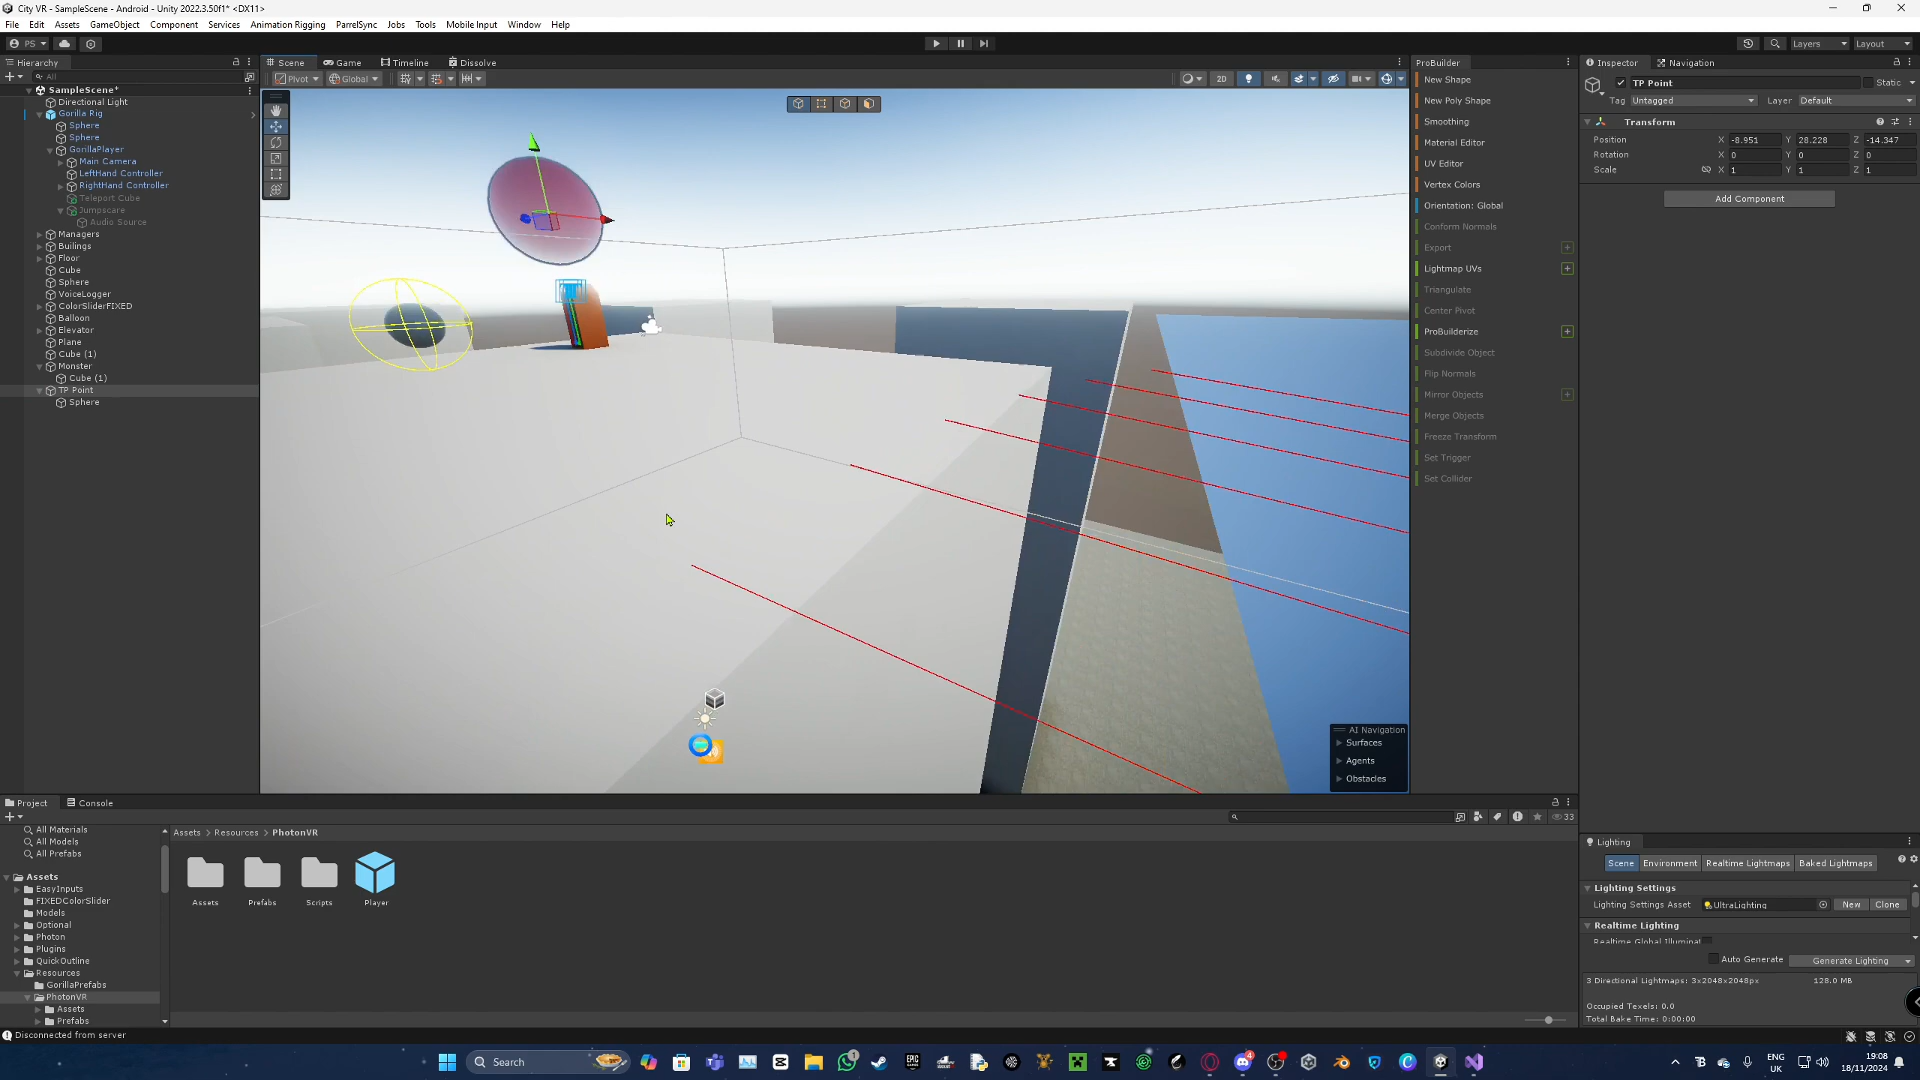 City VR - SampleScene - Android - Unity 2022.3.50f1* <DX11>
File Edit Assets GameObject Component Services Animation Rigging ParrelSync Jobs Tools Mobile Input Window Help
PS Layers Layout
Hierarchy
All
SampleScene*
Directional Light
Gorilla Rig
Sphere
Sphere
GorillaPlayer
Main Camera
LeftHand Controller
RightHand Controller
Teleport Cube
Jumpscare
Audio Source
Managers
Builings
Floor
Cube
Sphere
VoiceLogger
ColorSliderFIXED
Balloon
Elevator
Plane
Cube (1)
Monster
Cube (1)
TP Point
Sphere
Scene Game Timeline Dissolve
Pivot Global 2D
AI Navigation
Surfaces
Agents
Obstacles
ProBuilder
New Shape
New Poly Shape
Smoothing
Material Editor
UV Editor
Vertex Colors
Orientation: Global
Conform Normals
Export
Lightmap UVs
Triangulate
Center Pivot
ProBuilderize
Subdivide Object
Flip Normals
Mirror Objects
Merge Objects
Freeze Transform
Set Trigger
Set Collider
Inspector Navigation
TP Point Static
Tag Untagged Layer Default
Transform
Position X -8.951 Y 28.228 Z -14.347
Rotation X 0 Y 0 Z 0
Scale X 1 Y 1 Z 1
Add Component
Project Console
33
All Materials
All Models
All Prefabs
Assets
EasyInputs
FIXEDColorSlider
Models
Optional
Photon
Plugins
QuickOutline
Resources
GorillaPrefabs
PhotonVR
Assets
Prefabs
Assets > Resources > PhotonVR
Assets Prefabs Scripts Player
Lighting
Scene Environment Realtime Lightmaps Baked Lightmaps
Lighting Settings
Lighting Settings Asset UltraLighting New Clone
Realtime Lighting
Realtime Global Illuminat
Auto Generate Generate Lighting
3 Directional Lightmaps: 3x2048x2048px 128.0 MB
Occupied Texels: 0.0
Total Bake Time: 0:00:00
Disconnected from server
Search
ENG
UK
19:08
18/11/2024